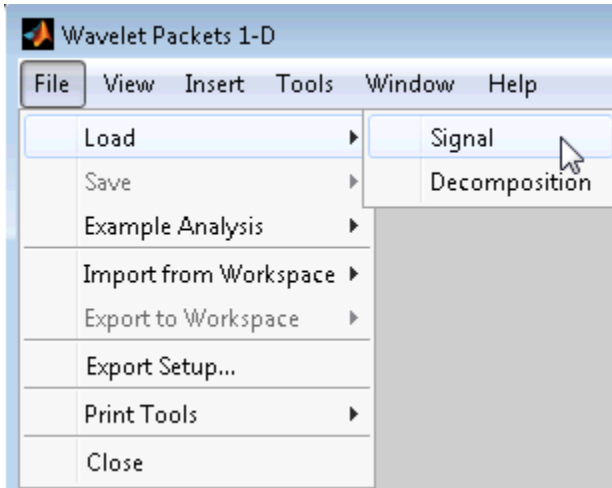 Wavelet Packets 1-D
File View Insert Tools Window Help
Load
Signal
Save
Decomposition
Example Analysis
Import from Workspace
Export to Workspace
Export Setup...
Print Tools
Close